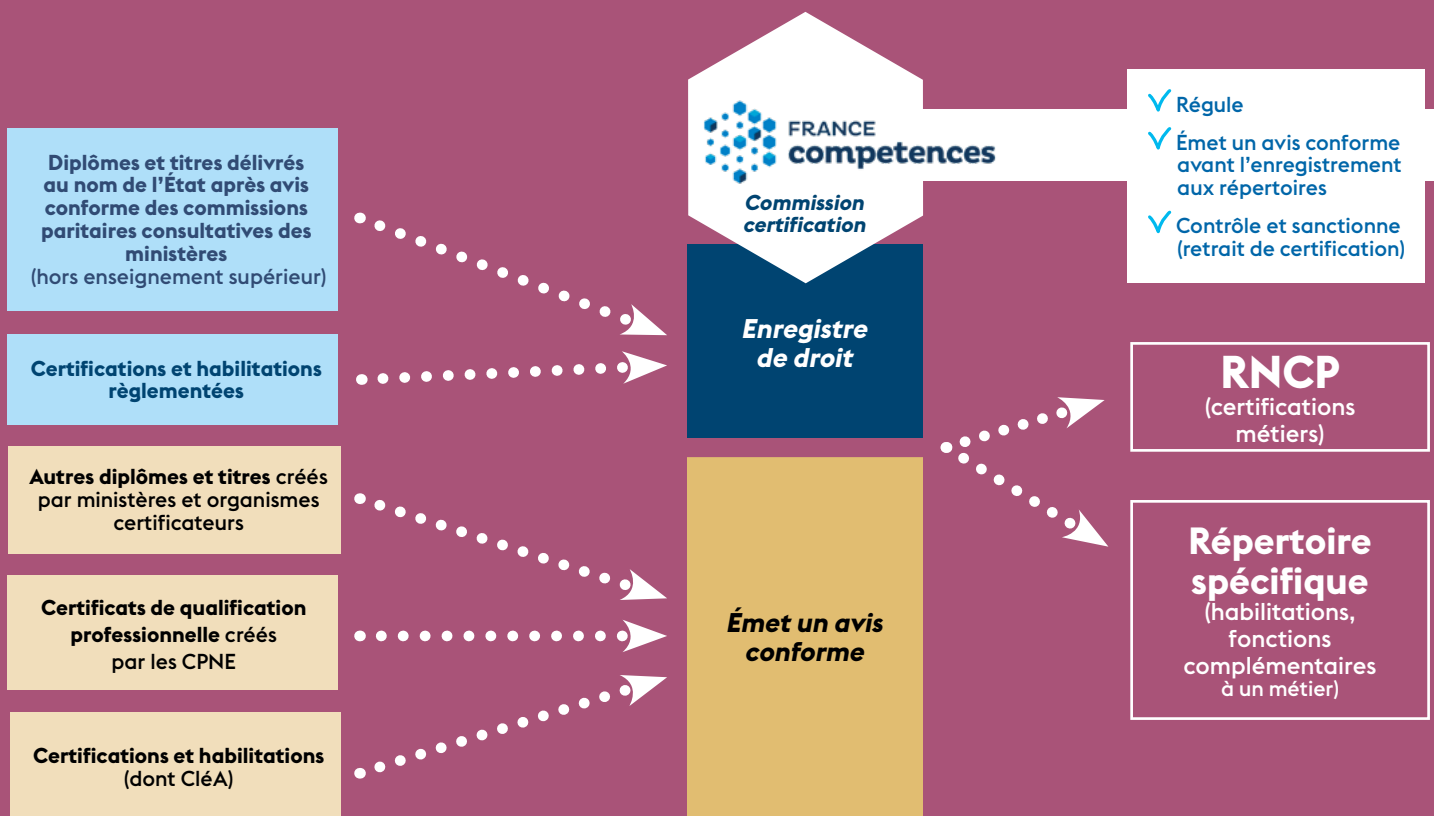 Diplômes et titres délivrés
au nom de l’État après avis
conforme des commissions
paritaires consultatives des
ministères
(hors enseignement supérieur)
Certifications et habilitations
règlementées
Autres diplômes et titres créés
par ministères et organismes
certificateurs
Certificats de qualification
professionnelle créés
par les CPNE
Certifications et habilitations
(dont CléA)
FRANCE
competences
Commission
certification
Enregistre
de droit
Émet un avis
conforme
Régule
Émet un avis conforme
avant l’enregistrement
aux répertoires
Contrôle et sanctionne
(retrait de certification)
RNCP
(certifications
métiers)
Répertoire
spécifique
(habilitations,
fonctions
complémentaires
à un métier)